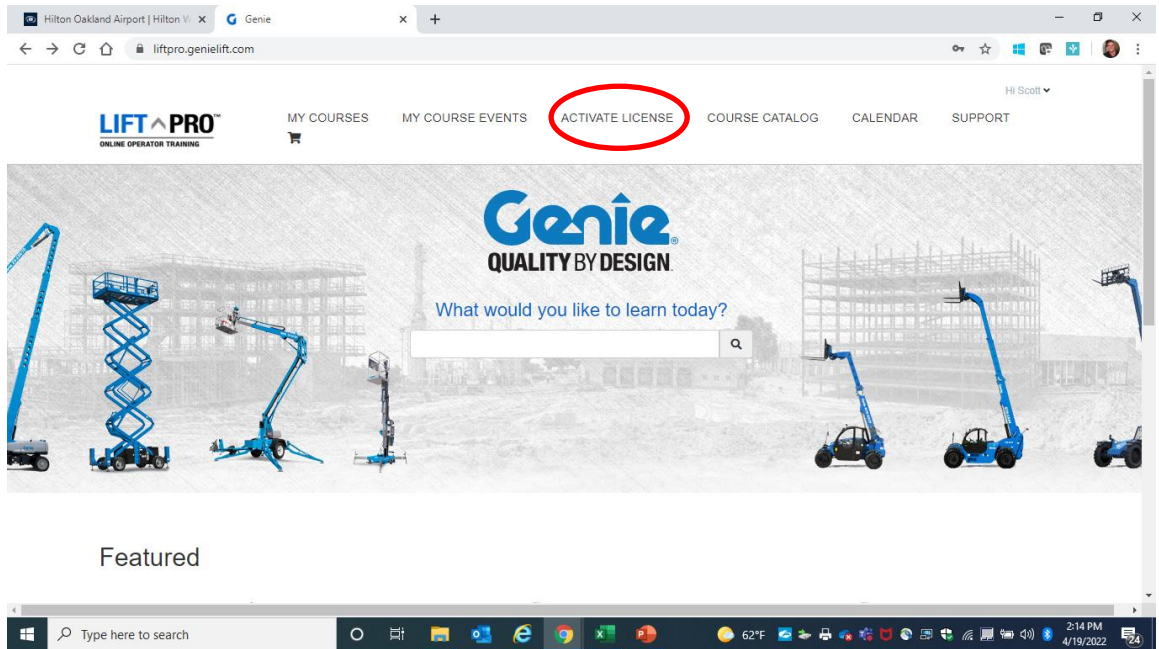 Hilton Oakland Airport | Hilton W
Genie
liftpro.genielift.com
Hi Scott
LIFT PRO™
ONLINE OPERATOR TRAINING
MY COURSES MY COURSE EVENTS ACTIVATE LICENSE COURSE CATALOG CALENDAR SUPPORT
Genie®
QUALITY BY DESIGN.
What would you like to learn today?
Featured
Type here to search
62°F
2:14 PM
4/19/2022
24